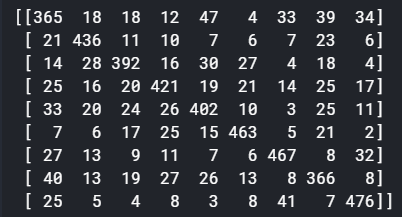 [[365 18 18 12 47 4 33 39 34]
[ 21 436 11 10 7 6 7 23 6]
[ 14 28 392 16 30 27 4 18 4]
[ 25 16 20 421 19 21 14 25 17]
[ 33 20 24 26 402 10 3 25 11]
[ 7 6 17 25 15 463 5 21 2]
[ 27 13 9 11 7 6 467 8 32]
[ 40 13 19 27 26 13 8 366 8]
[ 25 5 4 8 3 8 41 7 476]]